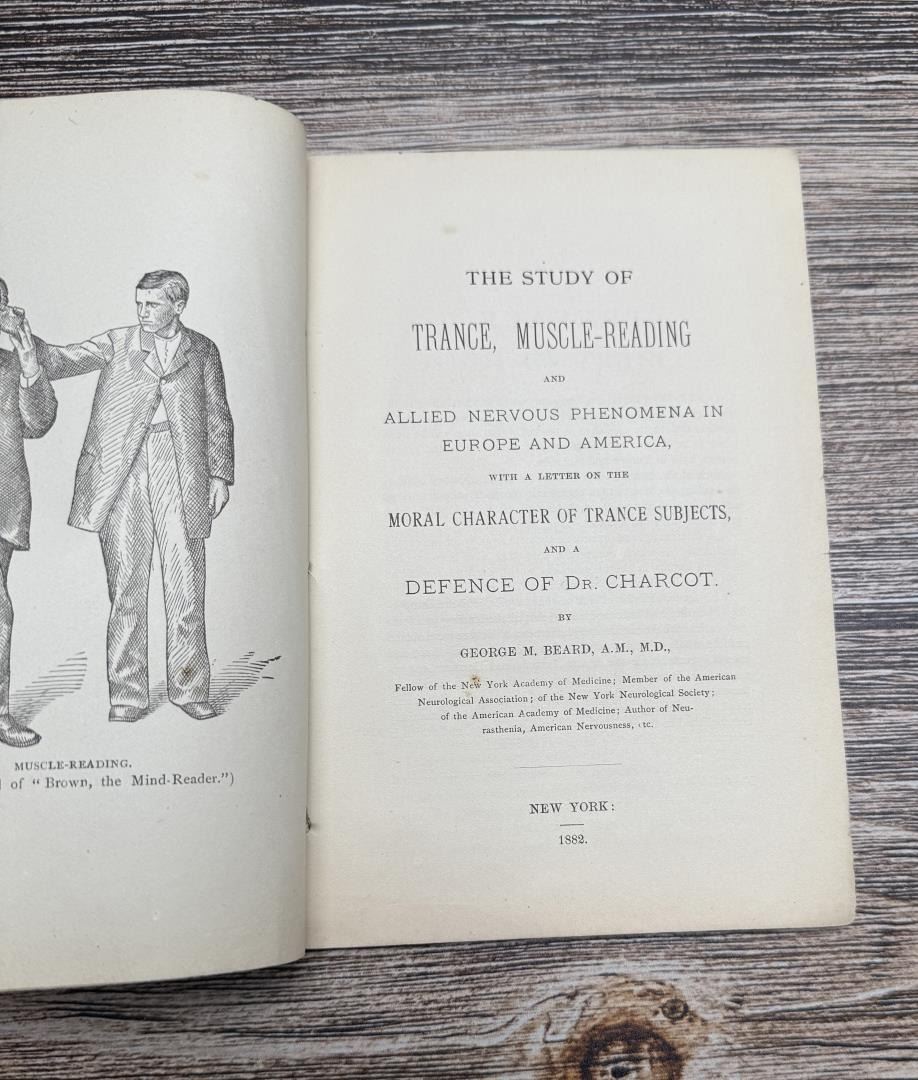 MUSCLE-READING.
of “Brown, the Mind-Reader.”)
THE STUDY OF
TRANCE, MUSCLE-READING
AND
ALLIED NERVOUS PHENOMENA IN
EUROPE AND AMERICA,
WITH A LETTER ON THE
MORAL CHARACTER OF TRANCE SUBJECTS,
AND A
DEFENCE OF DR. CHARCOT.
BY
GEORGE M. BEARD, A.M., M.D.,
Fellow of the New York Academy of Medicine; Member of the American
Neurological Association; of the New York Neurological Society;
of the American Academy of Medicine; Author of Neu-
rasthenia, American Nervousness, etc.
NEW YORK:
1882.